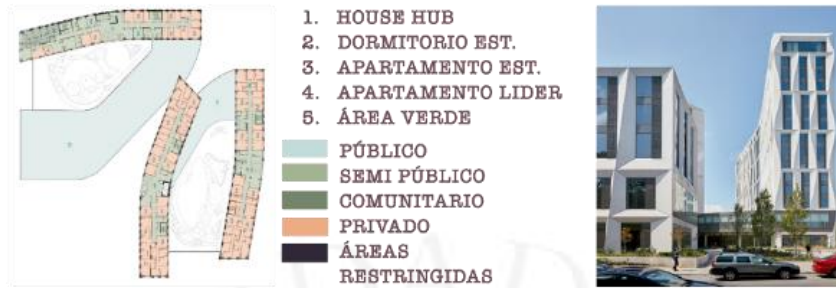 1. HOUSE HUB
2. DORMITORIO EST.
3. APARTAMENTO EST.
4. APARTAMENTO LIDER
5. ÁREA VERDE
PÚBLICO
SEMI PÚBLICO
COMUNITARIO
PRIVADO
ÁREAS
RESTRINGIDAS